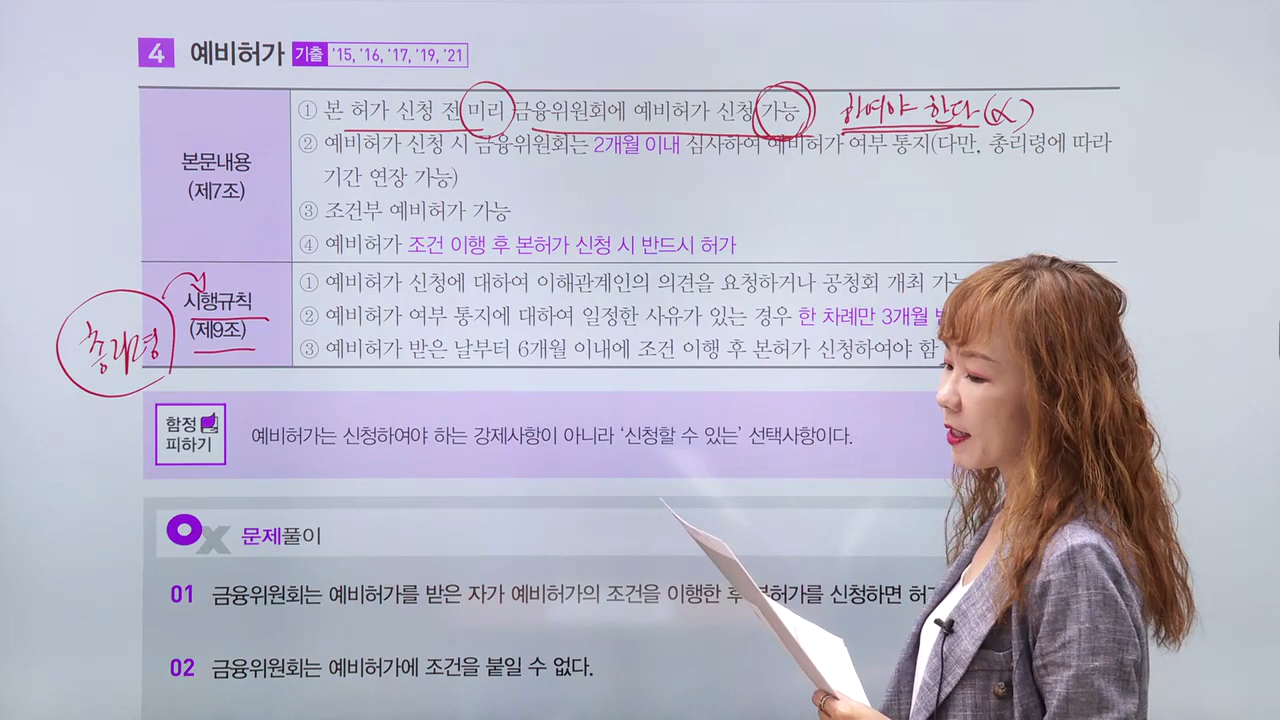 4 예비허가 기출 '15, '16, '17, '19, '21
본문내용
(제7조)
① 본 허가 신청 전 미리 금융위원회에 예비허가 신청 가능 하여야 한다(X)
② 예비허가 신청 시 금융위원회는 2개월 이내 심사하여 예비허가 여부 통지(다만, 총리령에 따라
기간 연장 가능)
③ 조건부 예비허가 가능
④ 예비허가 조건 이행 후 본허가 신청 시 반드시 허가
총리령
시행규칙
(제9조)
① 예비허가 신청에 대하여 이해관계인의 의견을 요청하거나 공청회 개최 가능
② 예비허가 여부 통지에 대하여 일정한 사유가 있는 경우 한 차례만 3개월
③ 예비허가 받은 날부터 6개월 이내에 조건 이행 후 본허가 신청하여야 함
함정
피하기
예비허가는 신청하여야 하는 강제사항이 아니라 ‘신청할 수 있는’ 선택사항이다.
OX 문제풀이
01 금융위원회는 예비허가를 받은 자가 예비허가의 조건을 이행한 후 본허가를 신청하면
02 금융위원회는 예비허가에 조건을 붙일 수 없다.